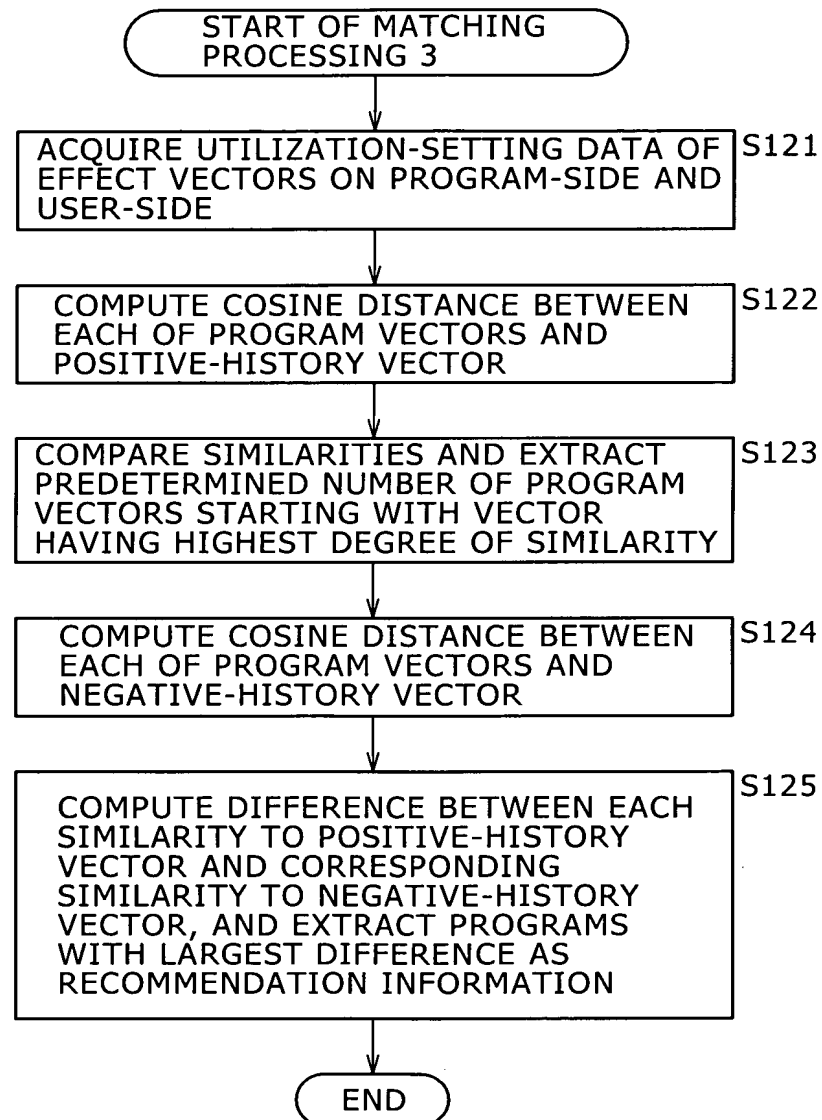 START OF MATCHING
PROCESSING 3
S121
ACQUIRE UTILIZATION-SETTING DATA OF
EFFECT VECTORS ON PROGRAM-SIDE AND
USER-SIDE
S122
COMPUTE COSINE DISTANCE BETWEEN
EACH OF PROGRAM VECTORS AND
POSITIVE-HISTORY VECTOR
S123
COMPARE SIMILARITIES AND EXTRACT
PREDETERMINED NUMBER OF PROGRAM
VECTORS STARTING WITH VECTOR
HAVING HIGHEST DEGREE OF SIMILARITY
S124
COMPUTE COSINE DISTANCE BETWEEN
EACH OF PROGRAM VECTORS AND
NEGATIVE-HISTORY VECTOR
S125
COMPUTE DIFFERENCE BETWEEN EACH
SIMILARITY TO POSITIVE-HISTORY
VECTOR AND CORRESPONDING
SIMILARITY TO NEGATIVE-HISTORY
VECTOR, AND EXTRACT PROGRAMS
WITH LARGEST DIFFERENCE AS
RECOMMENDATION INFORMATION
END